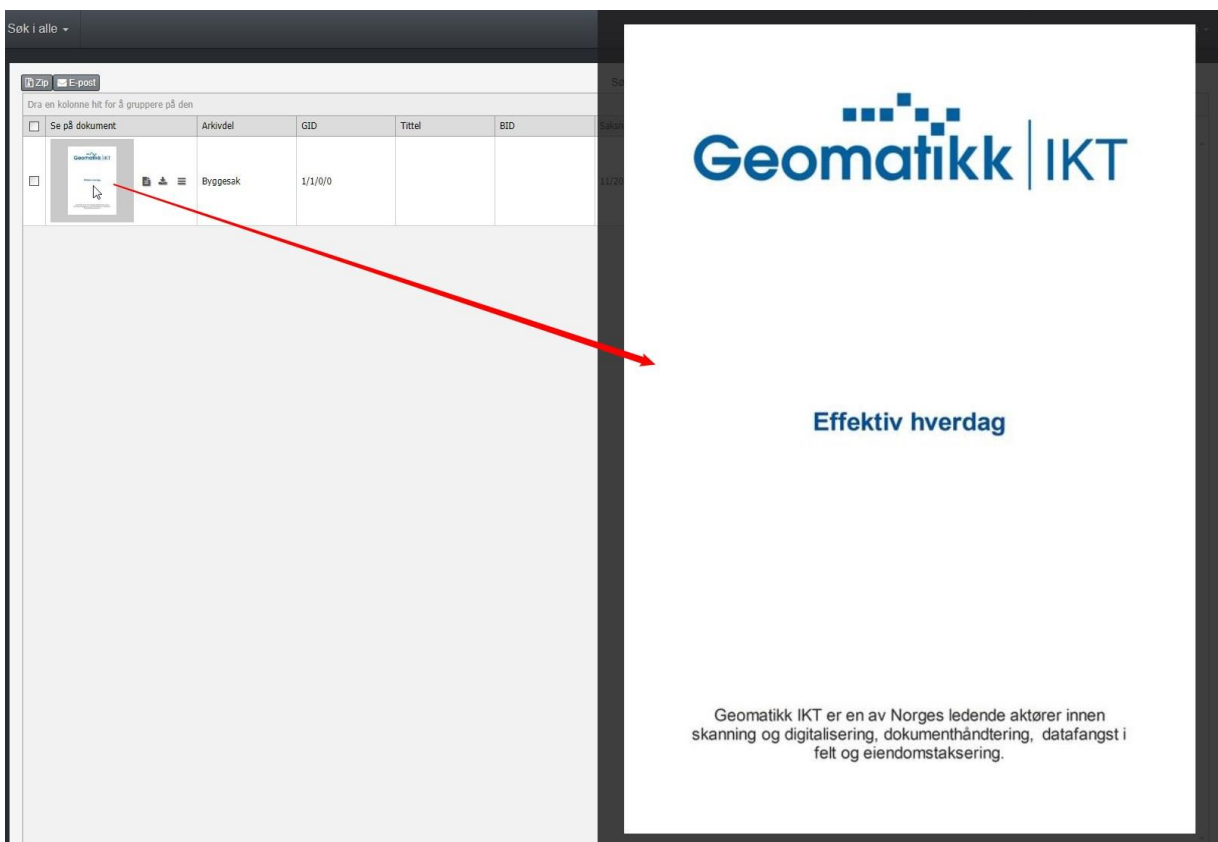 Søk i alle
Zip E-post
Dra en kolonne hit for å gruppere på den
Se på dokument Arkivdel GID Tittel BID
Geomatikk IKT
Byggesak 1/1/0/0
Geomatikk IKT
Effektiv hverdag
Geomatikk IKT er en av Norges ledende aktører innen
skanning og digitalisering, dokumenthåndtering, datafangst i
felt og eiendomstaksering.